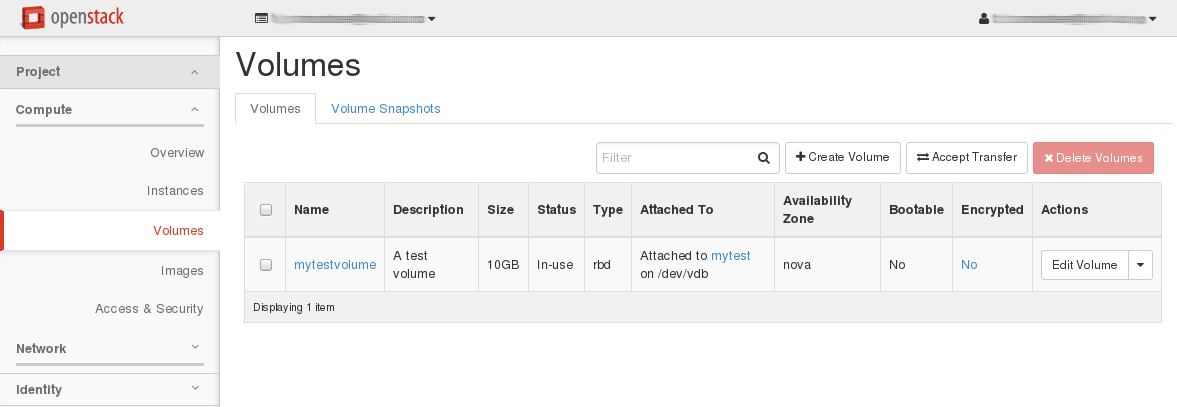 openstack
Project
Compute
Overview
Instances
Volumes
Images
Access & Security
Network
Identity
Volumes
Volumes Volume Snapshots
Filter Create Volume Accept Transfer Delete Volumes
Name Description Size Status Type Attached To Availability Zone Bootable Encrypted Actions
mytestvolume A test volume 10GB In-use rbd Attached to mytest on /dev/vdb nova No No Edit Volume
Displaying 1 item